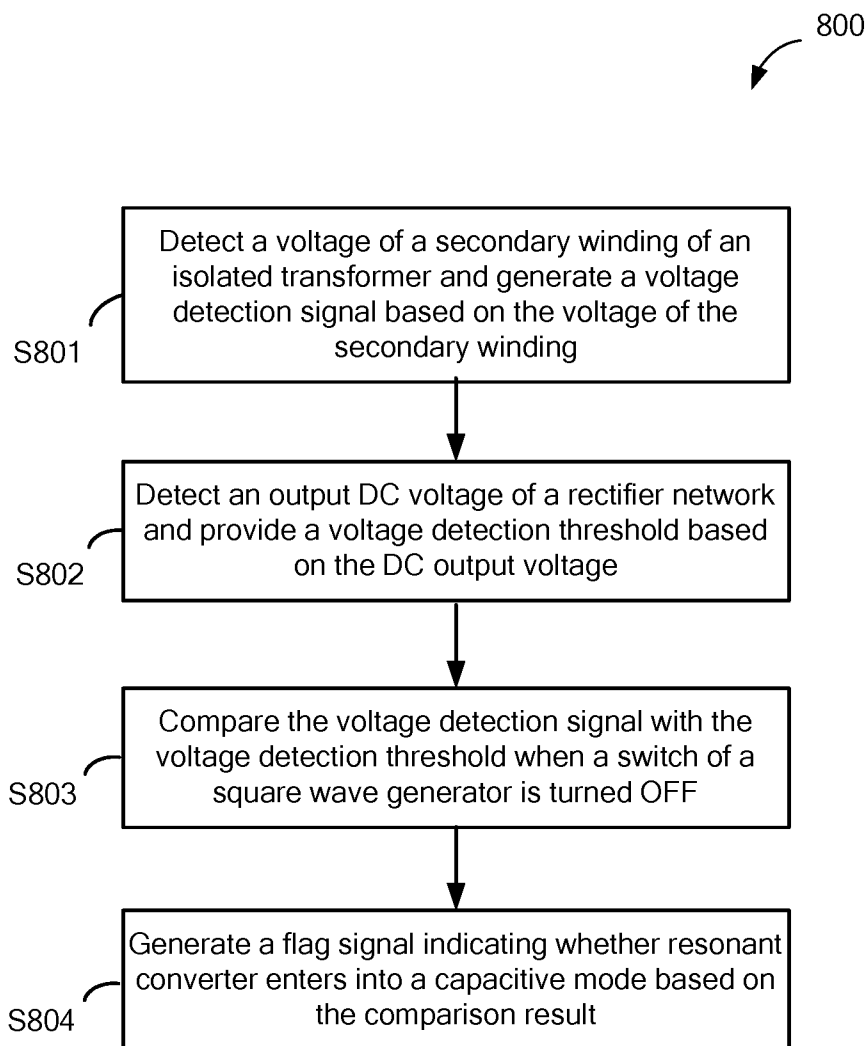 800
Detect a voltage of a secondary winding of an
isolated transformer and generate a voltage
detection signal based on the voltage of the
secondary winding
S801
Detect an output DC voltage of a rectifier network
and provide a voltage detection threshold based
on the DC output voltage
S802
Compare the voltage detection signal with the
voltage detection threshold when a switch of a
square wave generator is turned OFF
S803
Generate a flag signal indicating whether resonant
converter enters into a capacitive mode based on
the comparison result
S804